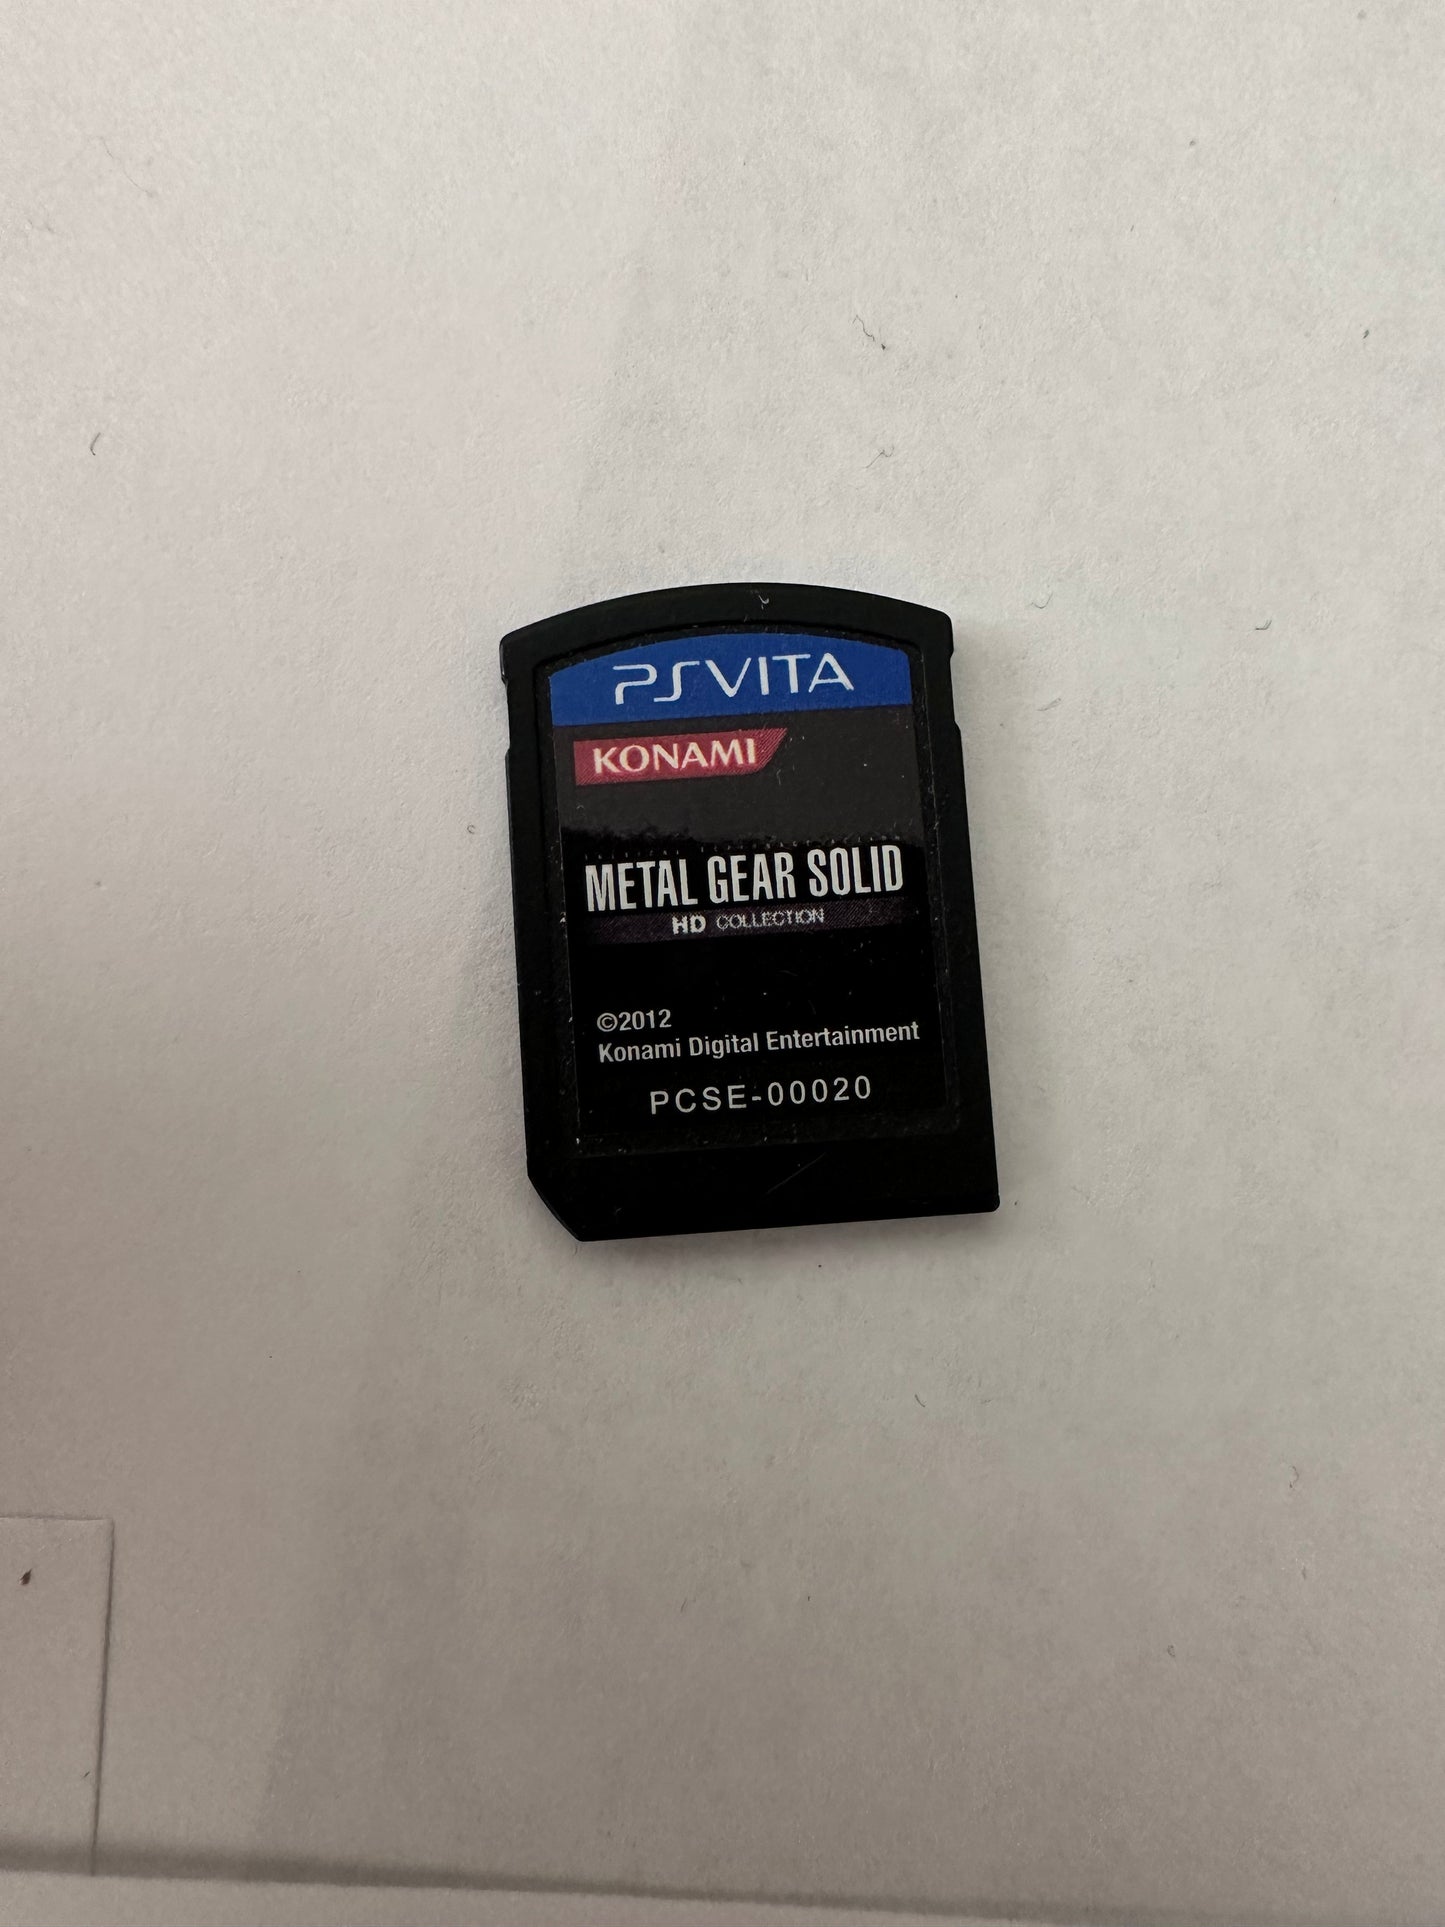 PSVITA
KONAMI
METAL GEAR SOLID
HD COLLECTION
©2012
Konami Digital Entertainment
PCSE-00020